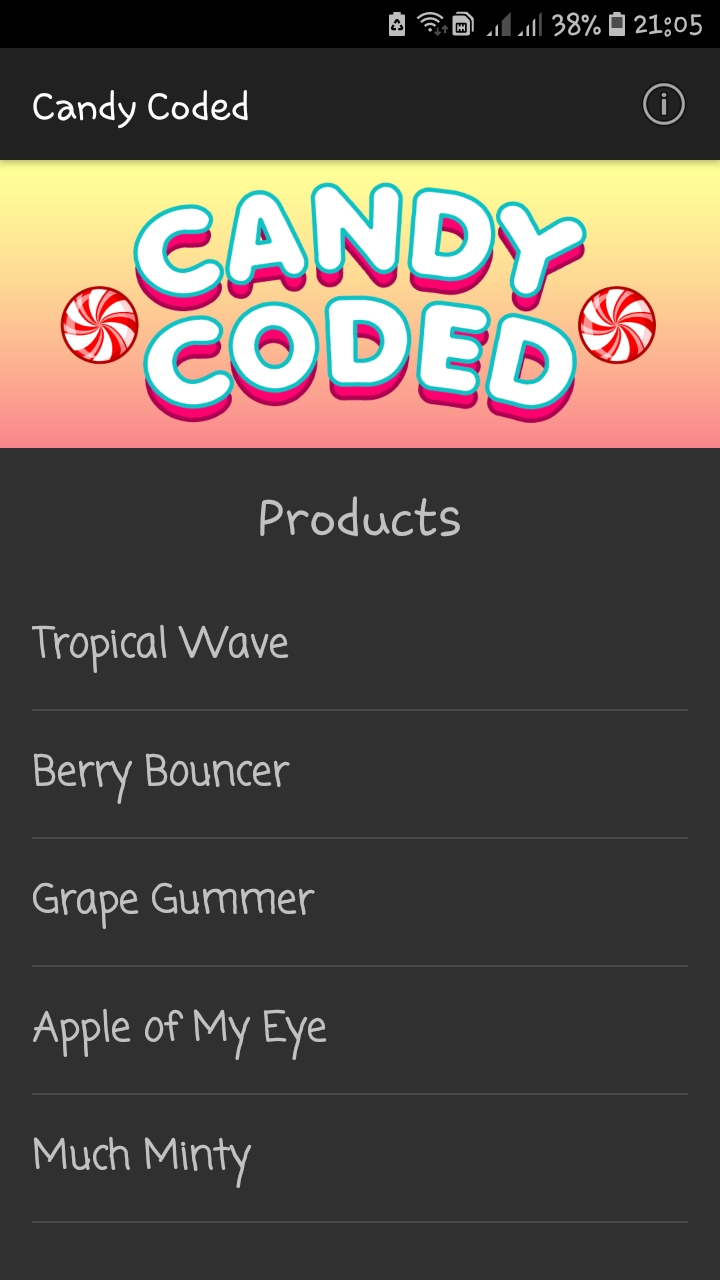 38% 21:05
Candy Coded
CANDY
CODED
Products
Tropical Wave
Berry Bouncer
Grape Gummer
Apple of My Eye
Much Minty